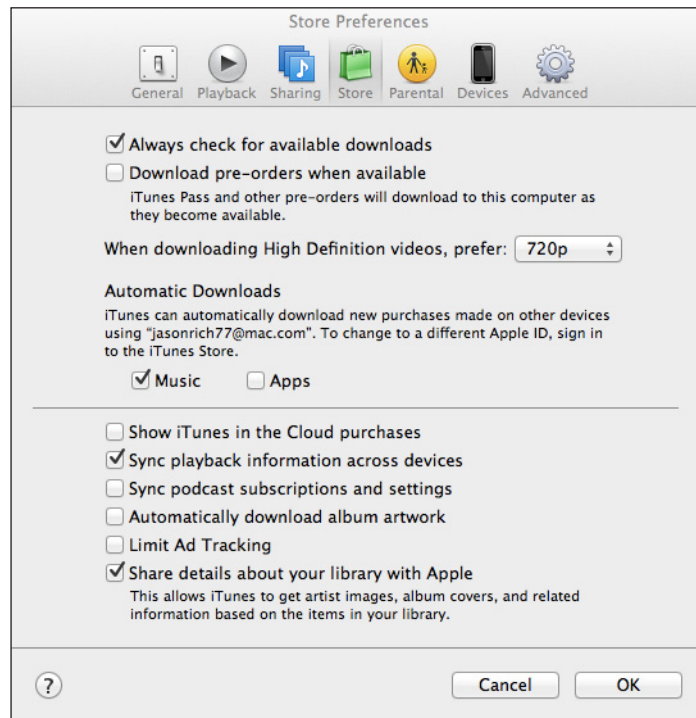 Store Preferences
General Playback Sharing Store Parental Devices Advanced
Always check for available downloads
Download pre-orders when available
iTunes Pass and other pre-orders will download to this computer as
they become available.
When downloading High Definition videos, prefer: 720p
Automatic Downloads
iTunes can automatically download new purchases made on other devices
using “jasonrich77@mac.com”. To change to a different Apple ID, sign in
to the iTunes Store.
Music Apps
Show iTunes in the Cloud purchases
Sync playback information across devices
Sync podcast subscriptions and settings
Automatically download album artwork
Limit Ad Tracking
Share details about your library with Apple
This allows iTunes to get artist images, album covers, and related
information based on the items in your library.
? Cancel OK